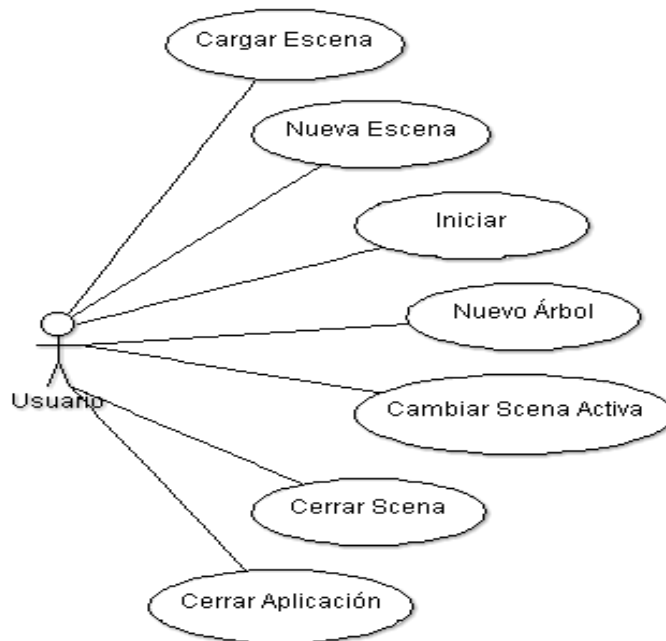 Cargar Escena
Nueva Escena
Iniciar
Nuevo Árbol
Usuario
Cambiar Scena Activa
Cerrar Scena
Cerrar Aplicación